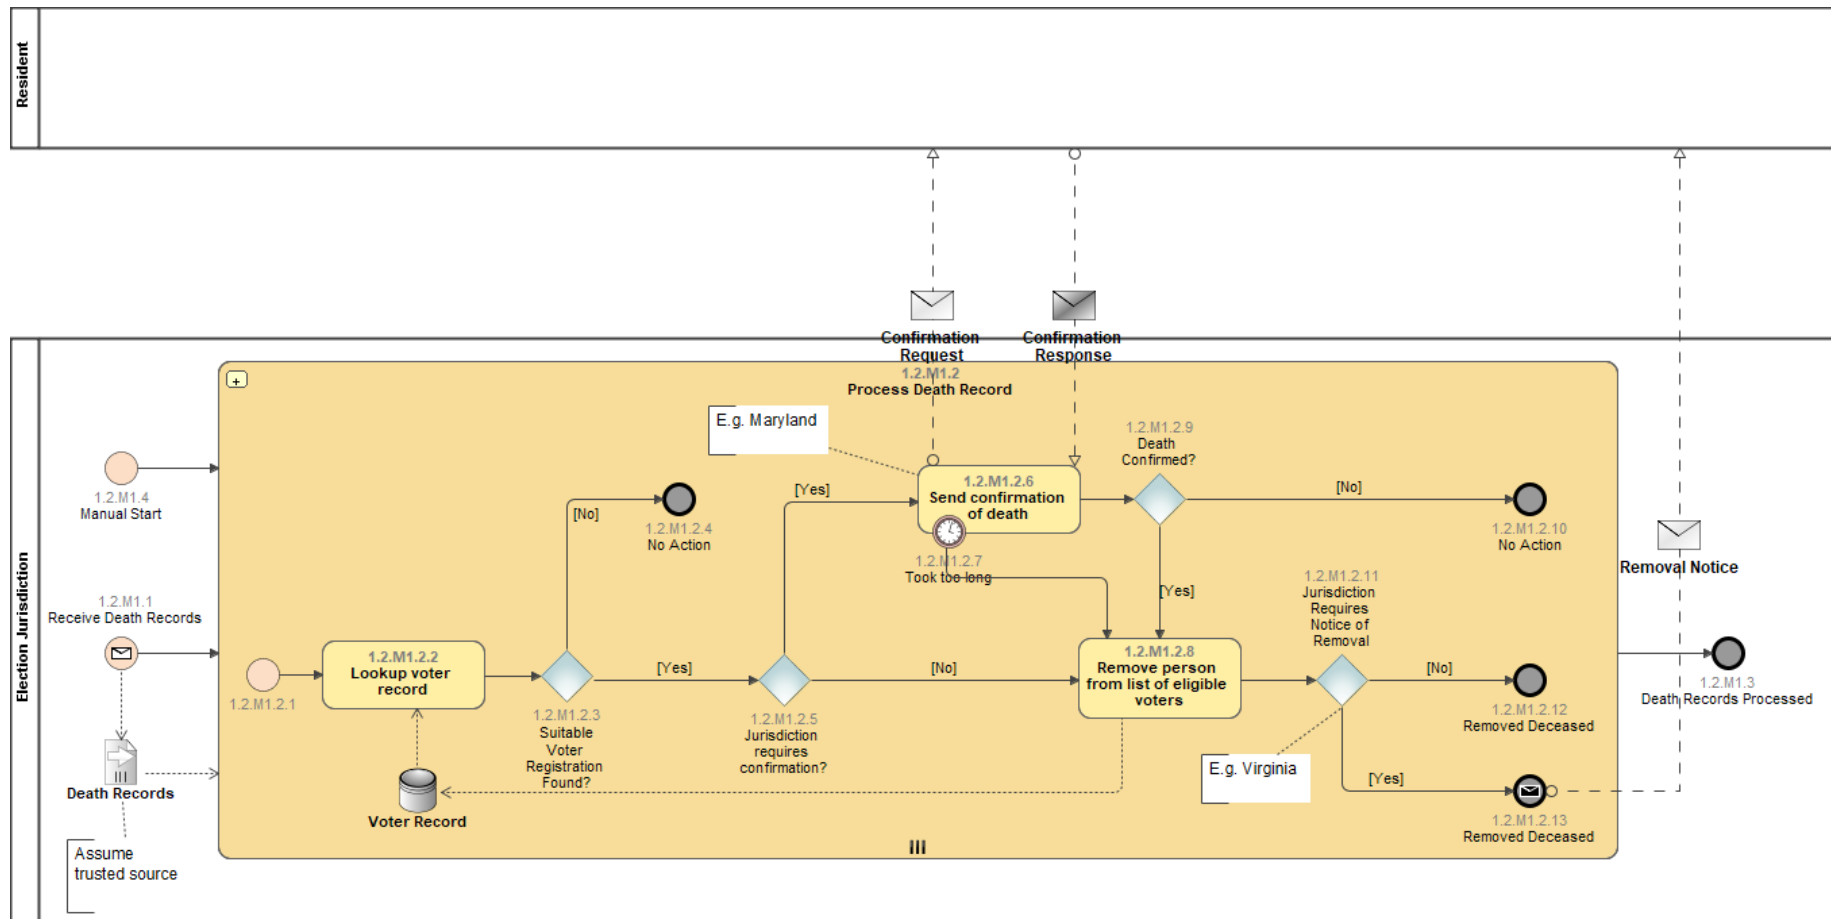 Resident
Confirmation
Request
Confirmation
Response
Removal Notice
Election Jurisdiction
1.2.M1.2
Process Death Record
E.g. Maryland
1.2.M1.4
Manual Start
1.2.M1.1
Receive Death Records
Death Records
Assume
trusted source
1.2.M1.2.1
1.2.M1.2.2
Lookup voter
record
Voter Record
1.2.M1.2.3
Suitable
Voter
Registration
Found?
[No]
1.2.M1.2.4
No Action
[Yes]
1.2.M1.2.5
Jurisdiction
requires
confirmation?
[Yes]
[No]
1.2.M1.2.6
Send confirmation
of death
1.2.M1.2.7
Took too long
1.2.M1.2.9
Death
Confirmed?
[No]
1.2.M1.2.10
No Action
[Yes]
1.2.M1.2.8
Remove person
from list of eligible
voters
1.2.M1.2.11
Jurisdiction
Requires
Notice of
Removal
E.g. Virginia
[No]
1.2.M1.2.12
Removed Deceased
[Yes]
1.2.M1.2.13
Removed Deceased
1.2.M1.3
Death Records Processed